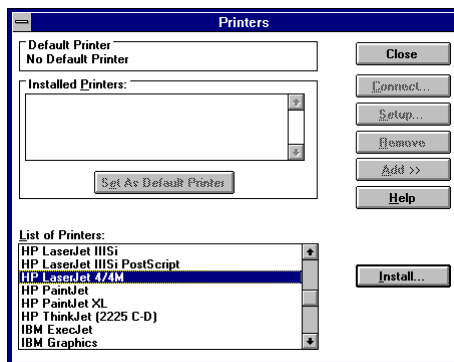 Printers
Default Printer
No Default Printer
Close
Installed Printers:
Connect...
Setup...
Remove
Set As Default Printer
Add >>
Help
List of Printers:
HP LaserJet IIISi
HP LaserJet IIISi PostScript
HP LaserJet 4/4M
HP PaintJet
HP PaintJet XL
HP ThinkJet (2225 C-D)
IBM ExecJet
IBM Graphics
Install...